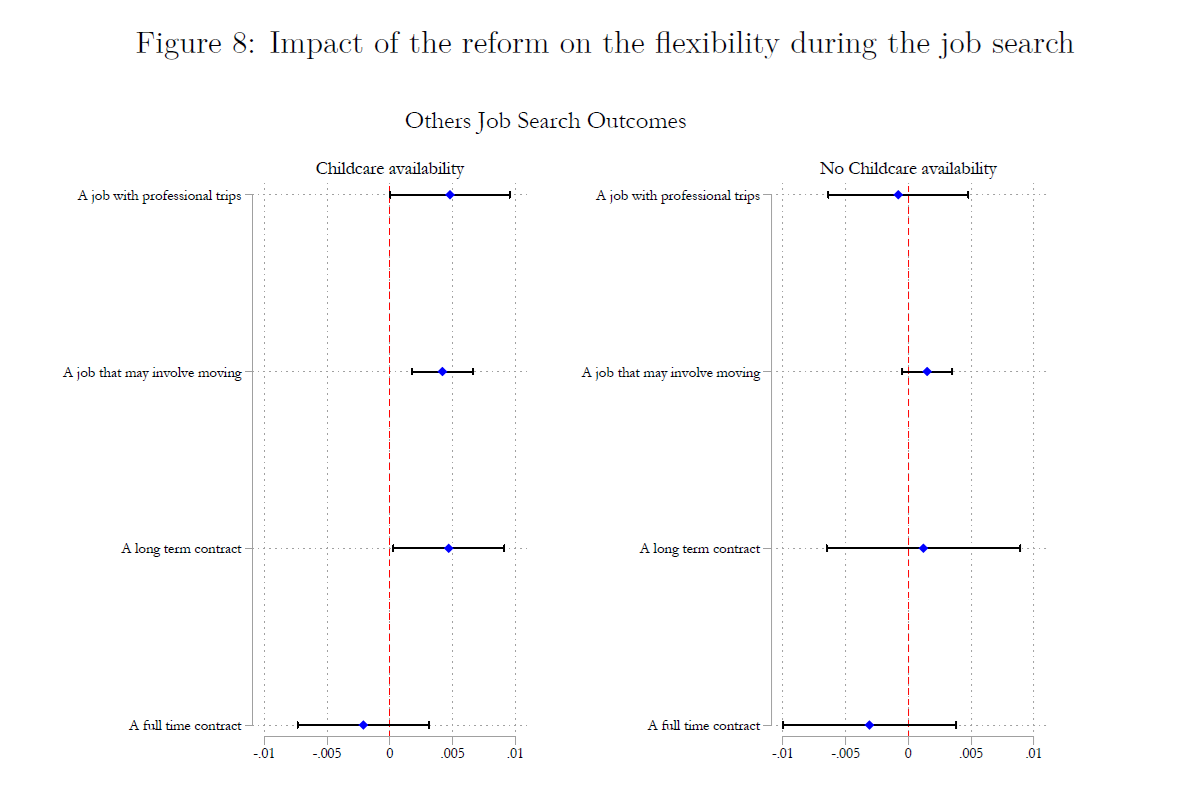 Figure 8: Impact of the reform on the flexibility during the job search
Others Job Search Outcomes
Childcare availability
A job with professional trips
A job that may involve moving
A long term contract
A full time contract
-.01 -.005 0 .005 .01
No Childcare availability
A job with professional trips
A job that may involve moving
A long term contract
A full time contract
-.01 -.005 0 .005 .01